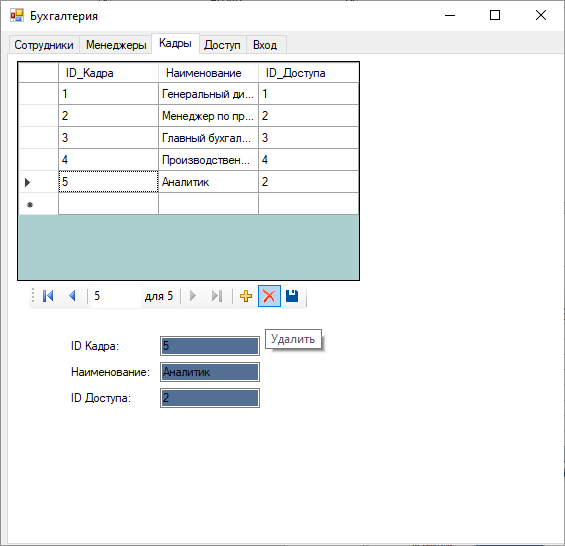 Бухгалтерия
Сотрудники Менеджеры Кадры Доступ Вход
ID_Кадра Наименование ID_Доступа
1 Генеральный ди... 1
2 Менеджер по пр... 2
3 Главный бухгал... 3
4 Производствен... 4
5 Аналитик 2
5 для 5
Удалить
ID Кадра: 5
Наименование: Аналитик
ID Доступа: 2